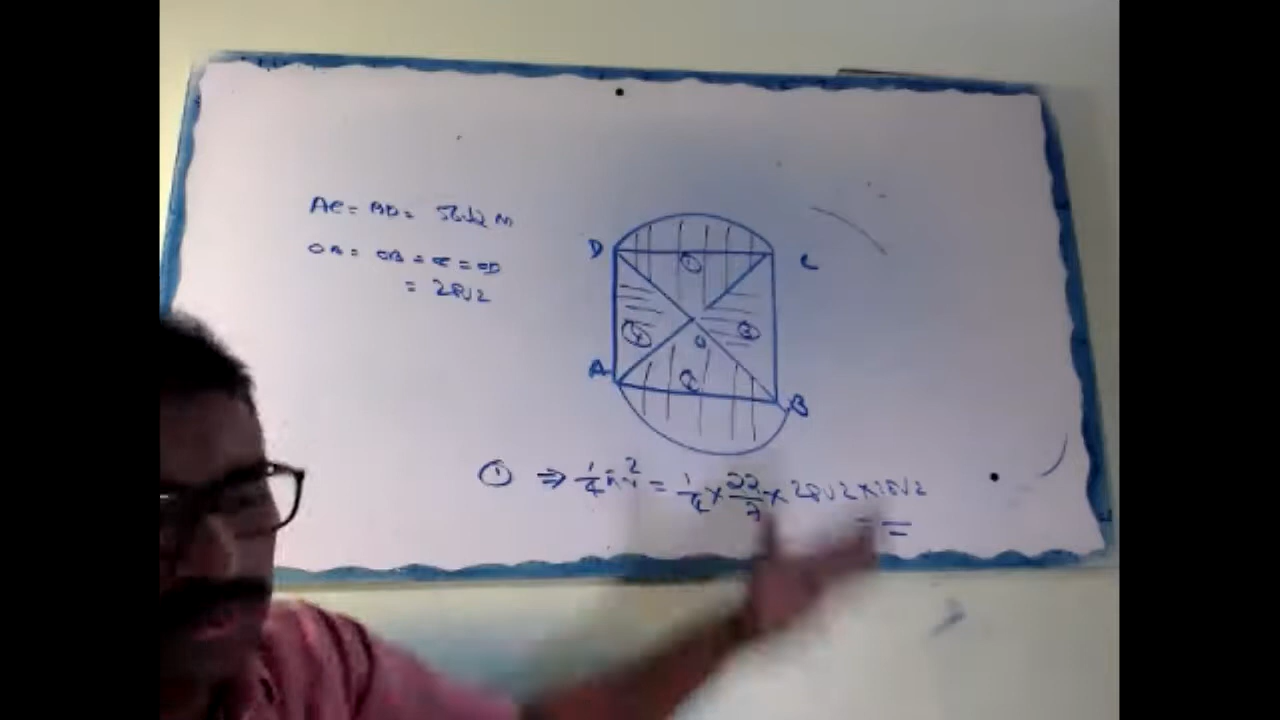 AC = BD = 56√2 M
OA = OB = OC = OD
= 28√2
D
C
①
④
③
O
A
②
B
① ⇒ 1/4 π r² = 1/4 × 22/7 × 28√2 × 28√2